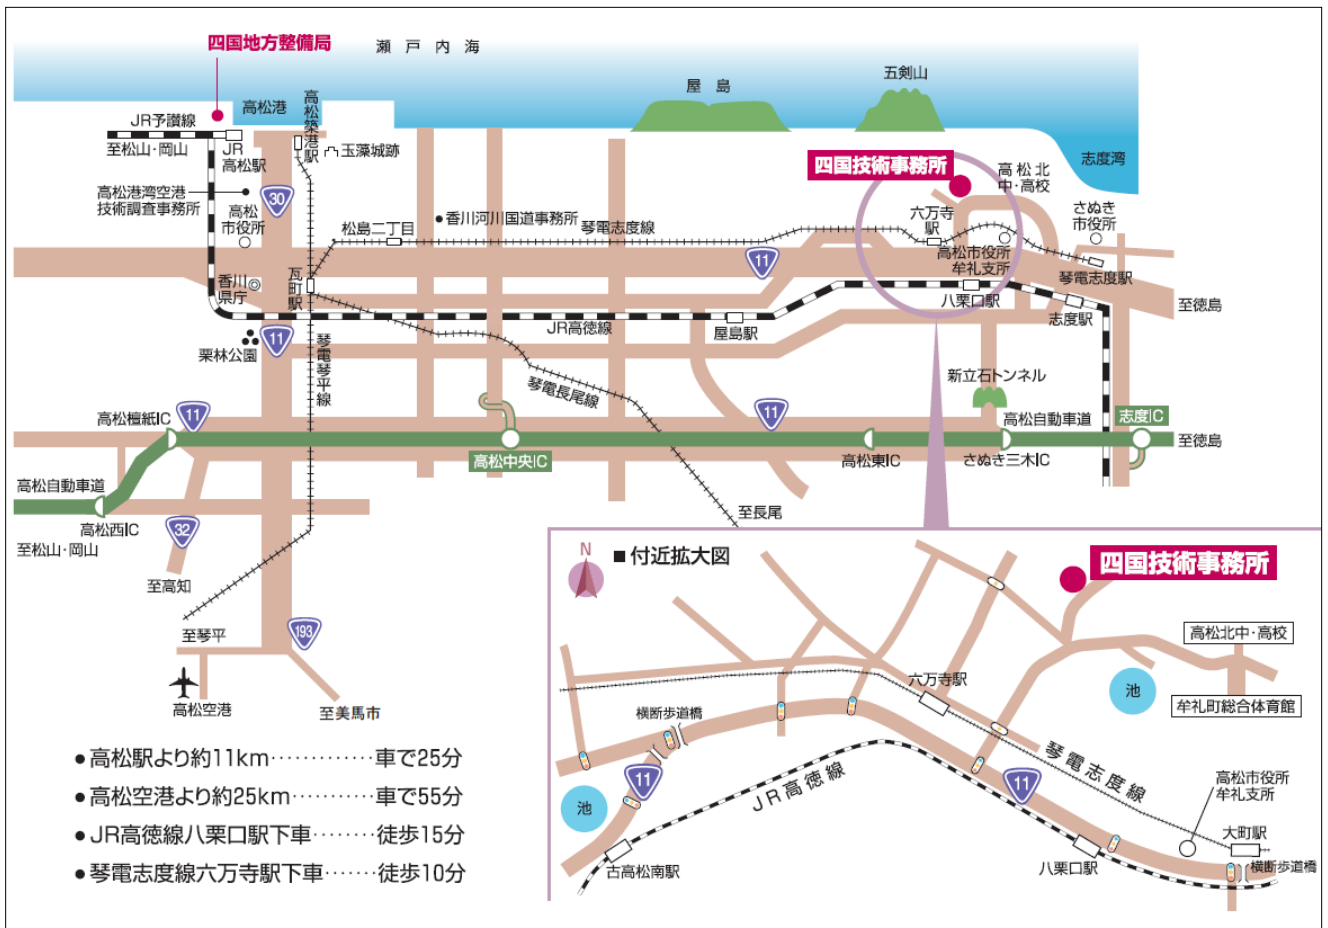 四国地方整備局
瀬戸内海
屋島
五剣山
高松港
高松築港駅
JR予讃線
至松山・岡山
JR
高松駅
玉藻城跡
志度湾
四国技術事務所
高松北
中・高校
高松港湾空港
技術調査事務所
30
高松
市役所
松島二丁目
香川河川国道事務所
琴電志度線
六万寺
駅
さぬき
市役所
11
高松市役所
牟礼支所
琴電志度駅
香川
県庁
瓦町駅
八栗口駅
至徳島
志度駅
JR高徳線
屋島駅
11
栗林公園
琴電琴平線
琴電長尾線
新立石トンネル
高松檀紙IC
11
11
高松自動車道
志度IC
至徳島
高松中央IC
高松東IC
さぬき三木IC
高松自動車道
高松西IC
至松山・岡山
32
至長尾
至高知
至琴平
193
高松空港
至美馬市
●高松駅より約11km·············車で25分
●高松空港より約25km···········車で55分
●JR高徳線八栗口駅下車········徒歩15分
●琴電志度線六万寺駅下車······徒歩10分
N
■付近拡大図
四国技術事務所
高松北中・高校
池
牟礼町総合体育館
六万寺駅
横断歩道橋
琴電志度線
11
11
JR高徳線
池
高松市役所
牟礼支所
大町駅
古高松南駅
八栗口駅
横断歩道橋